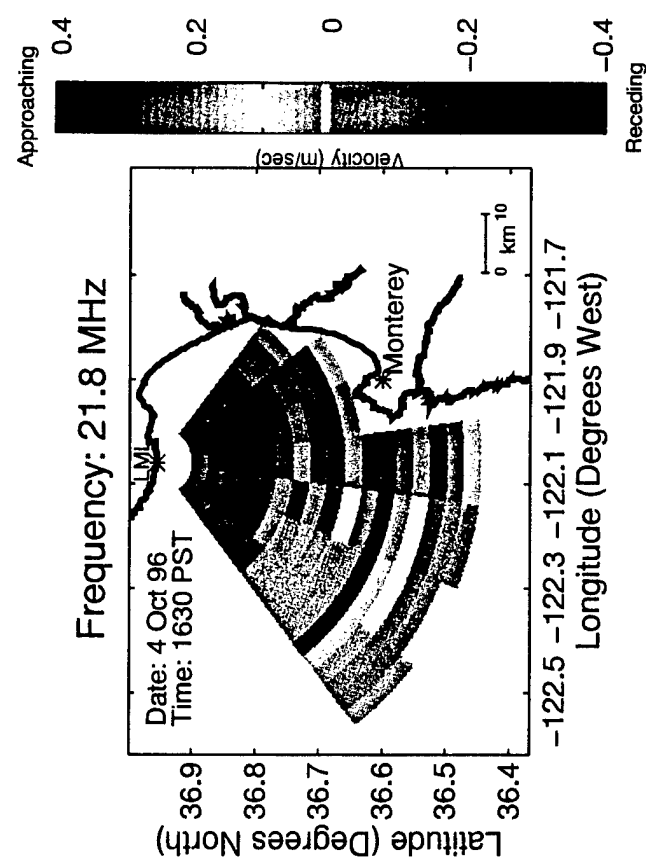 Frequency: 21.8 MHz
Date: 4 Oct 96
Time: 1630 PST
LML
Monterey
0 10
km
36.9
36.8
36.7
36.6
36.5
36.4
Latitude (Degrees North)
−122.5 −122.3 −122.1 −121.9 −121.7
Longitude (Degrees West)
Approaching
0.4
0.2
0
−0.2
−0.4
Receding
Velocity (m/sec)